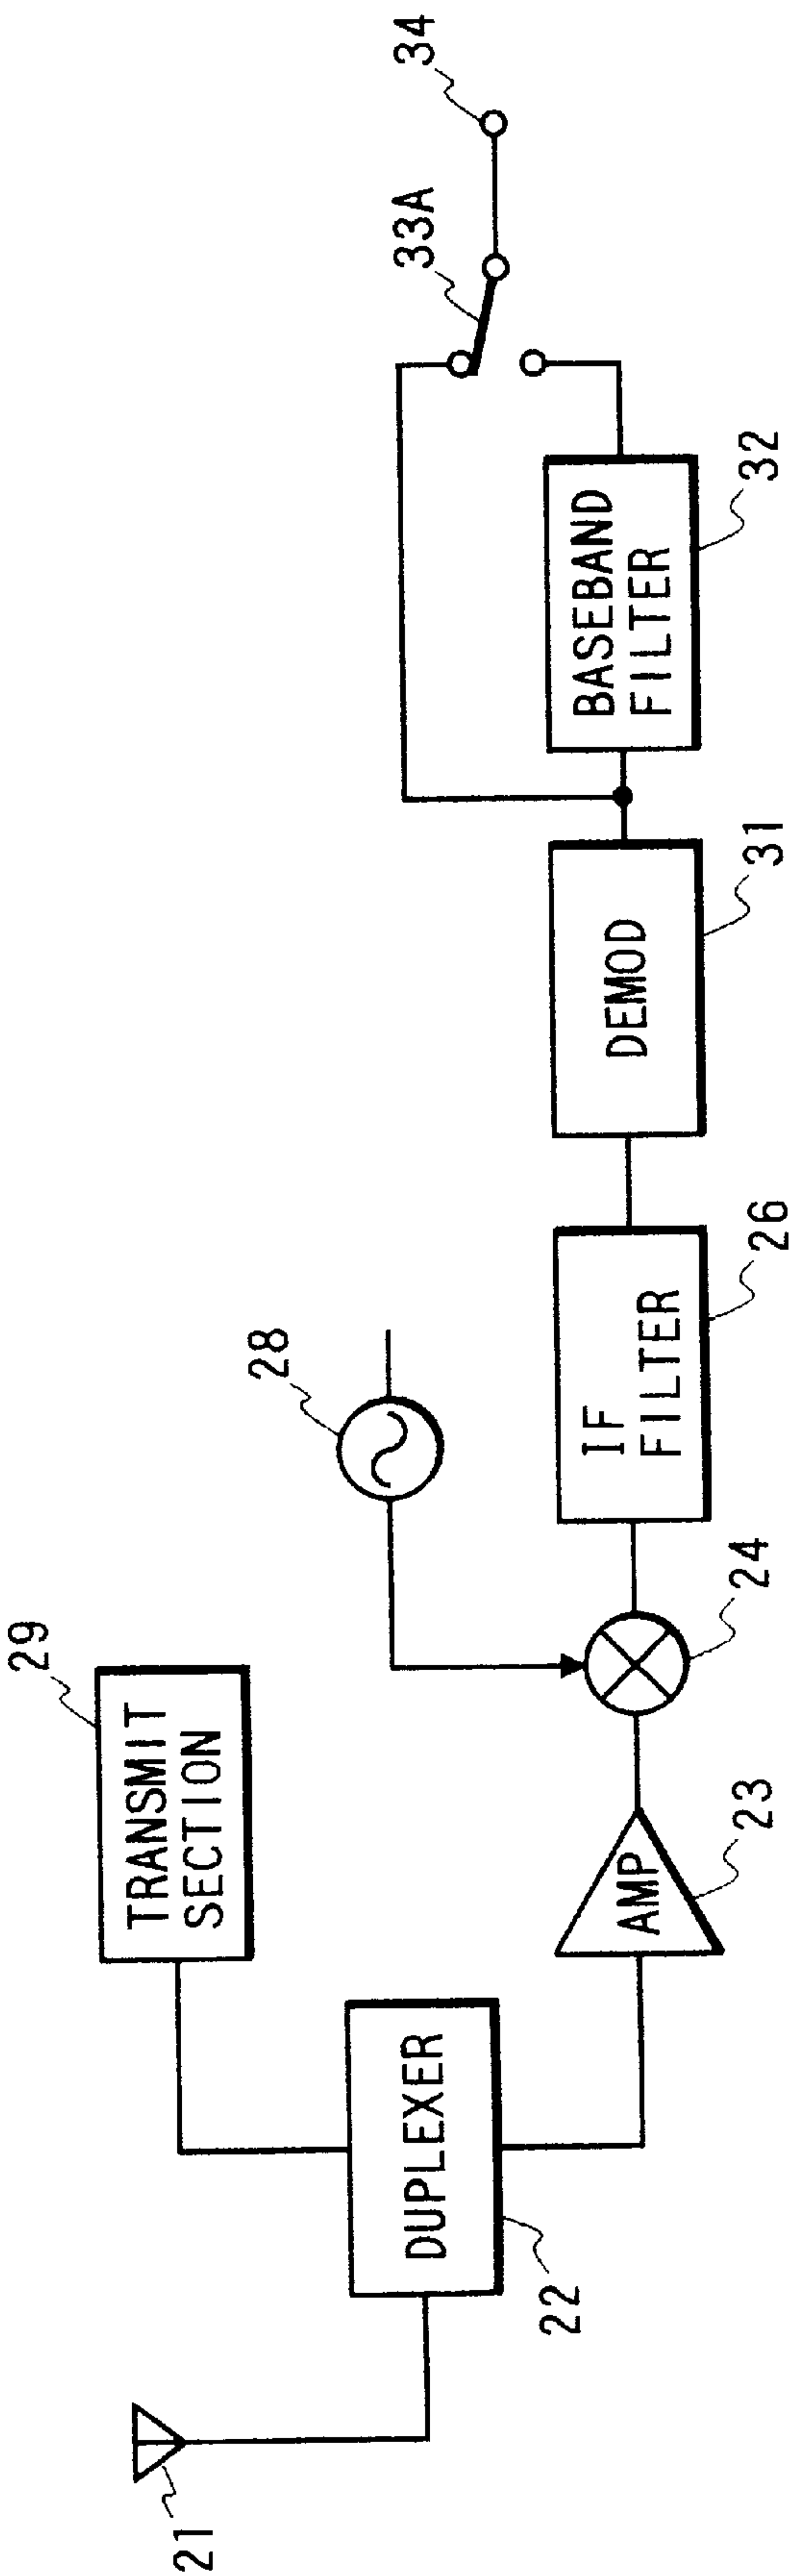 21
DUPLEXER
22
TRANSMIT
SECTION
29
AMP
23
24
28
IF
FILTER
26
DEMOD
31
BASEBAND
FILTER
32
33A
34